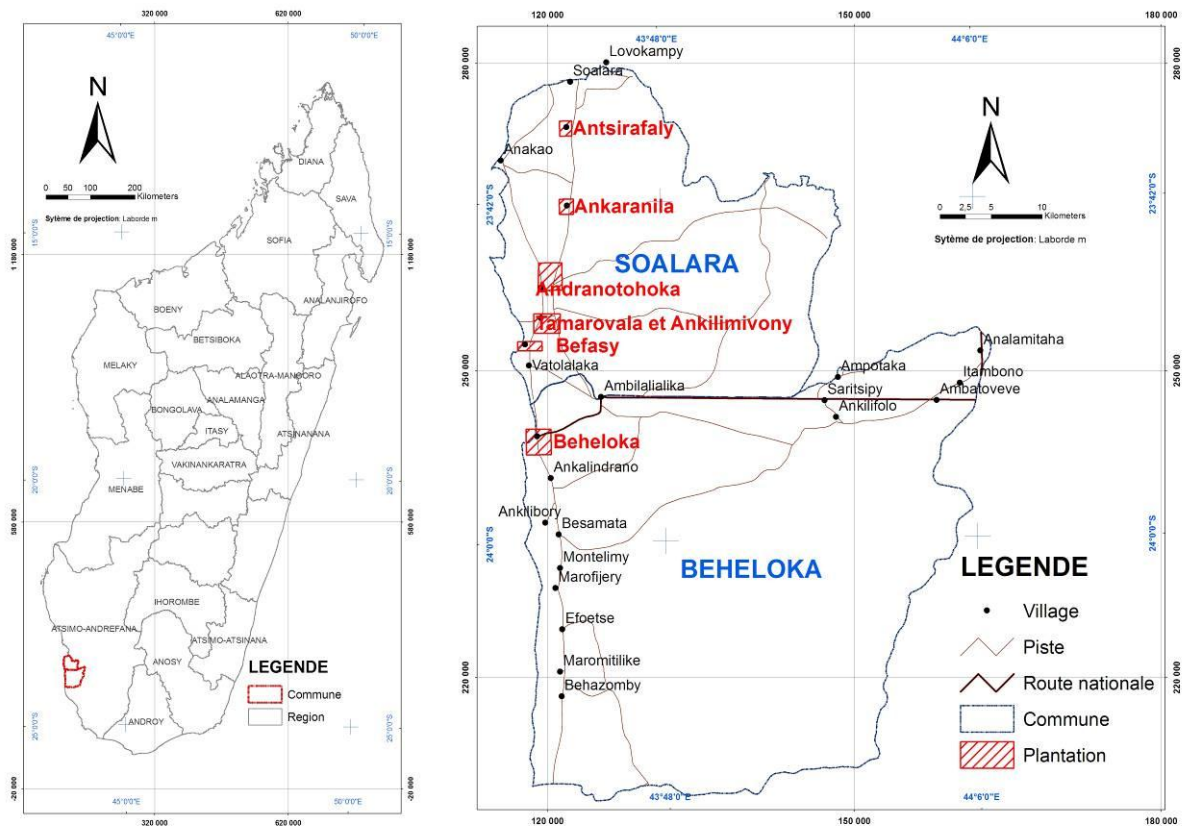 320 000
620 000
45°0'0"E
50°0'0"E
N
0 50 100 200
Kilometers
Sytème de projection: Laborde m
15°0'0"S
15°0'0"S
1 180 000
1 180 000
DIANA
SAVA
SOFIA
ANALANJIROFO
BOENY
BETSIBOKA
MELAKY
ALAOTRA-MANGORO
ANALAMANGA
BONGOLAVA
ITASY
ATSINANANA
VAKINANKARATRA
MENABE
20°0'0"S
20°0'0"S
580 000
580 000
IHOROMBE
ATSIMO-ANDREFANA
ATSIMO-ATSINANA
ANOSY
ANDROY
LEGENDE
Commune
Region
25°0'0"S
25°0'0"S
-20 000
-20 000
45°0'0"E
50°0'0"E
320 000
620 000
120 000
150 000
180 000
43°48'0"E
44°6'0"E
280 000
280 000
Lovokampy
Soalara
Antsirafaly
Anakao
N
0 2,5 5 10
Kilometers
Sytème de projection: Laborde m
23°42'0"S
23°42'0"S
Ankaranila
SOALARA
Andranotohoka
Tamarovala et Ankilimivony
Befasy
Vatolalaka
250 000
250 000
Analamitaha
Ampotaka
Itambono
Ambilalialika
Saritsipy
Ambatoveve
Ankilifolo
Beheloka
Ankalindrano
Ankilibory
Besamata
24°0'0"S
24°0'0"S
Montelimy
BEHELOKA
Marofijery
Efoetse
Maromitilike
Behazomby
220 000
220 000
LEGENDE
Village
Piste
Route nationale
Commune
Plantation
43°48'0"E
44°6'0"E
120 000
150 000
180 000